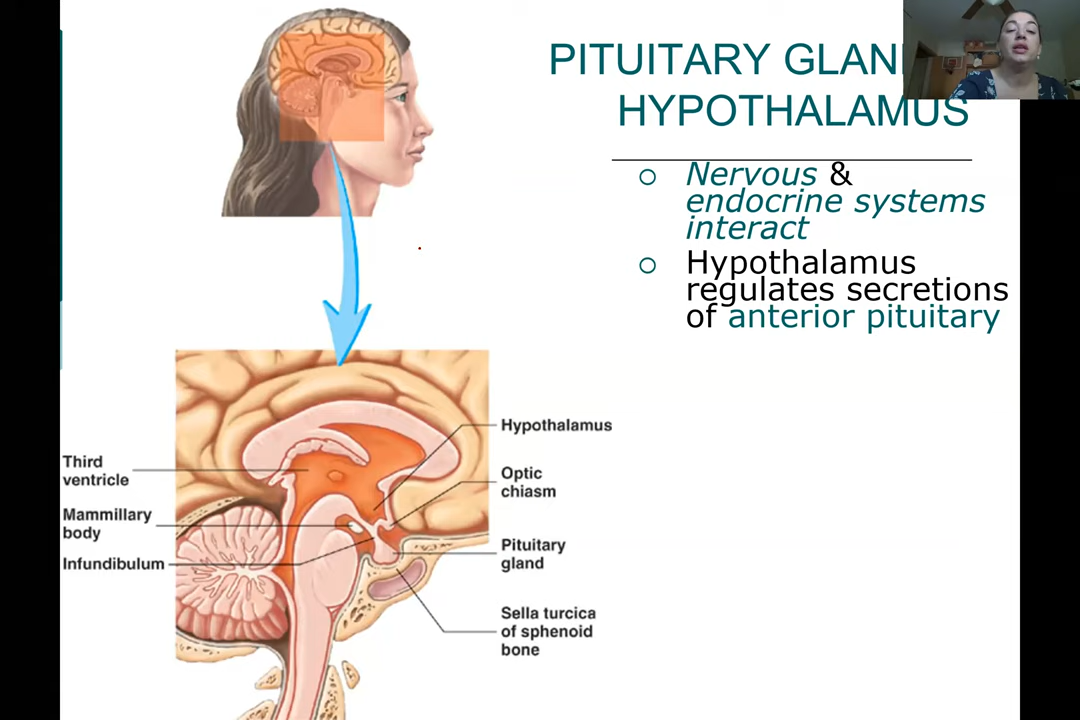 PITUITARY GLAN
HYPOTHALAMUS
Nervous &
endocrine systems
interact
Hypothalamus
regulates secretions
of anterior pituitary
Hypothalamus
Third
ventricle
Optic
chiasm
Mammillary
body
Pituitary
gland
Infundibulum
Sella turcica
of sphenoid
bone